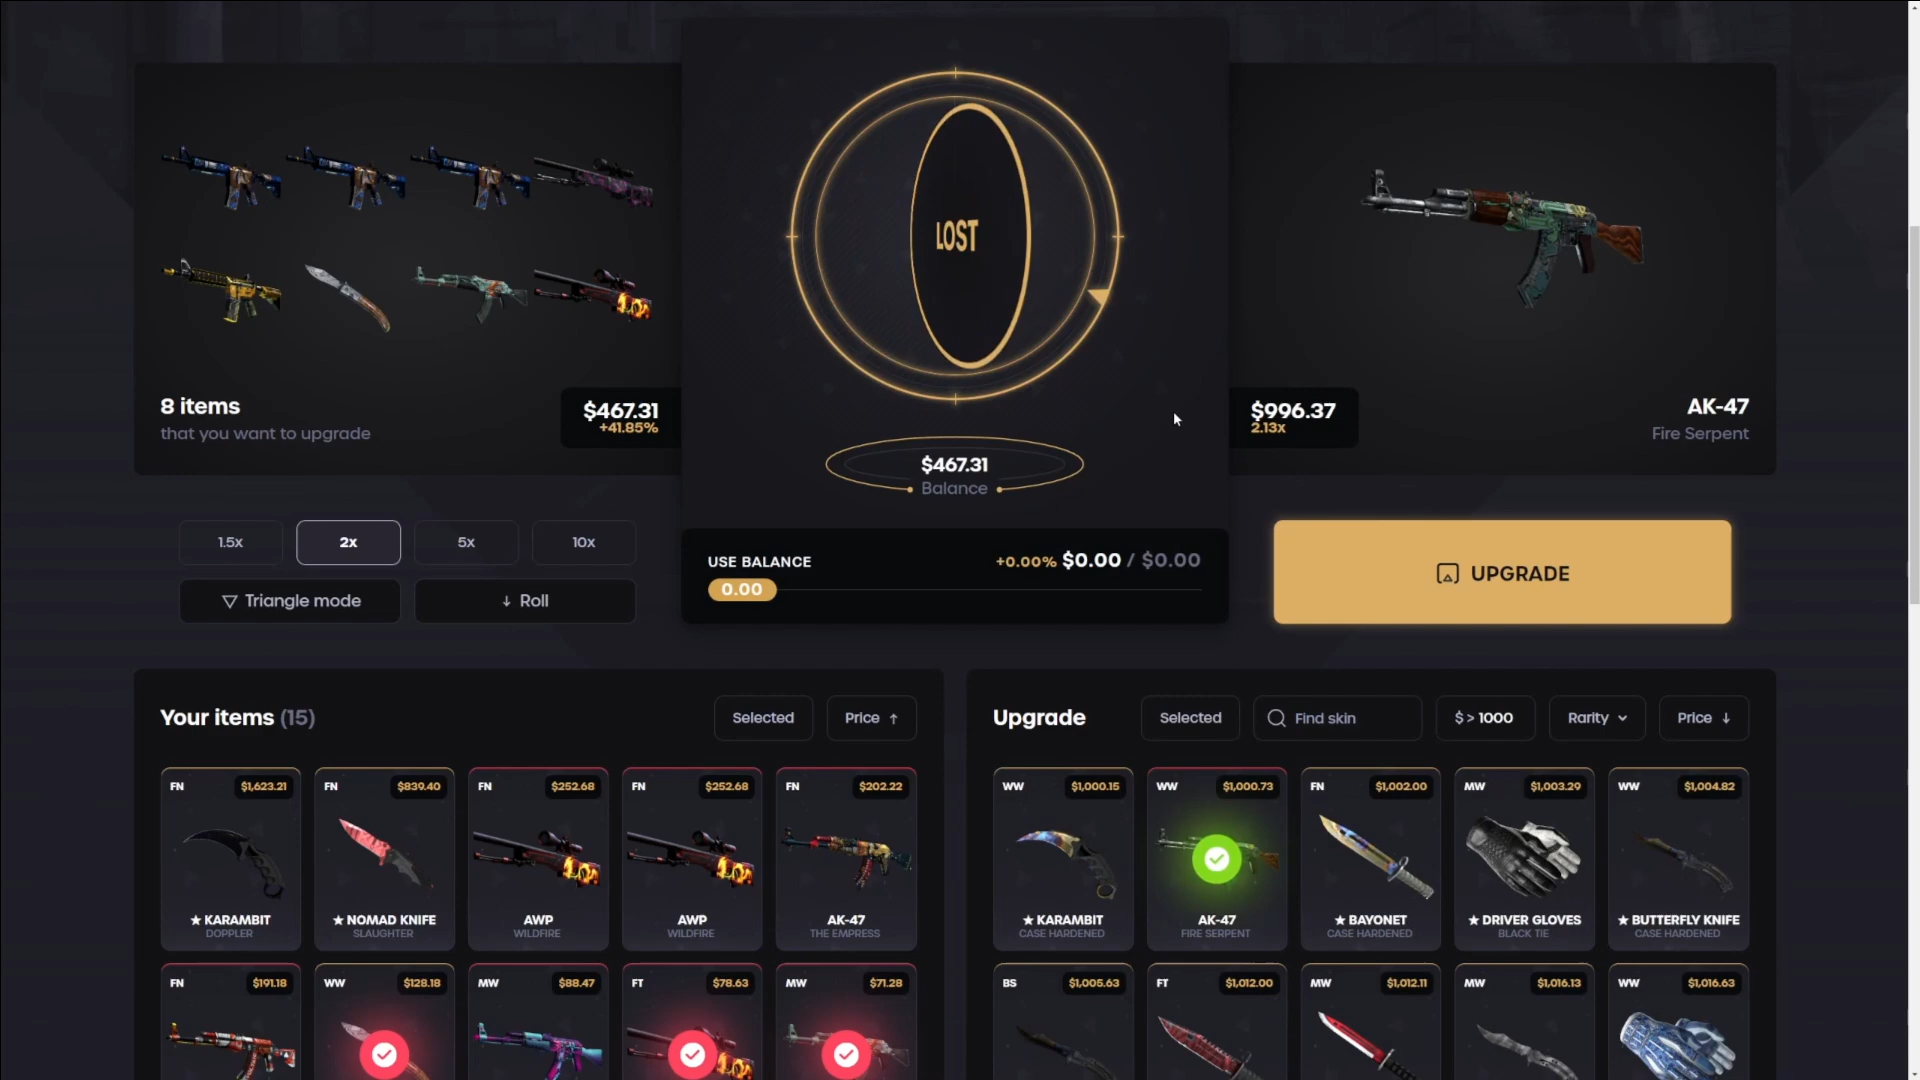 LOST
8 items
that you want to upgrade
$467.31
+41.85%
$467.31
Balance
$996.37
2.13x
AK-47
Fire Serpent
1.5x
2x
5x
10x
Triangle mode
Roll
USE BALANCE
+0.00% $0.00 / $0.00
0.00
UPGRADE
Your items (15)
Selected
Price
Upgrade
Selected
Find skin
$ > 1000
Rarity
Price
FN $1,623.21
★ KARAMBIT
DOPPLER
FN $839.40
★ NOMAD KNIFE
SLAUGHTER
FN $252.68
AWP
WILDFIRE
FN $252.68
AWP
WILDFIRE
FN $202.22
AK-47
THE EMPRESS
WW $1,000.15
★ KARAMBIT
CASE HARDENED
WW $1,000.73
AK-47
FIRE SERPENT
FN $1,002.00
★ BAYONET
CASE HARDENED
MW $1,003.29
★ DRIVER GLOVES
BLACK TIE
WW $1,004.82
★ BUTTERFLY KNIFE
CASE HARDENED
FN $191.18
WW $128.18
MW $88.47
FT $78.63
MW $71.28
BS $1,005.63
FT $1,012.00
MW $1,012.11
MW $1,016.13
WW $1,016.63